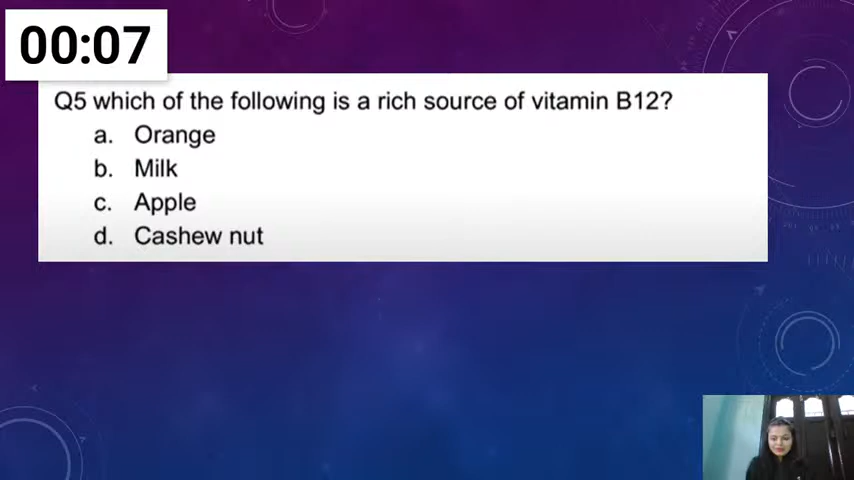 00:07
Q5 which of the following is a rich source of vitamin B12?
a. Orange
b. Milk
c. Apple
d. Cashew nut